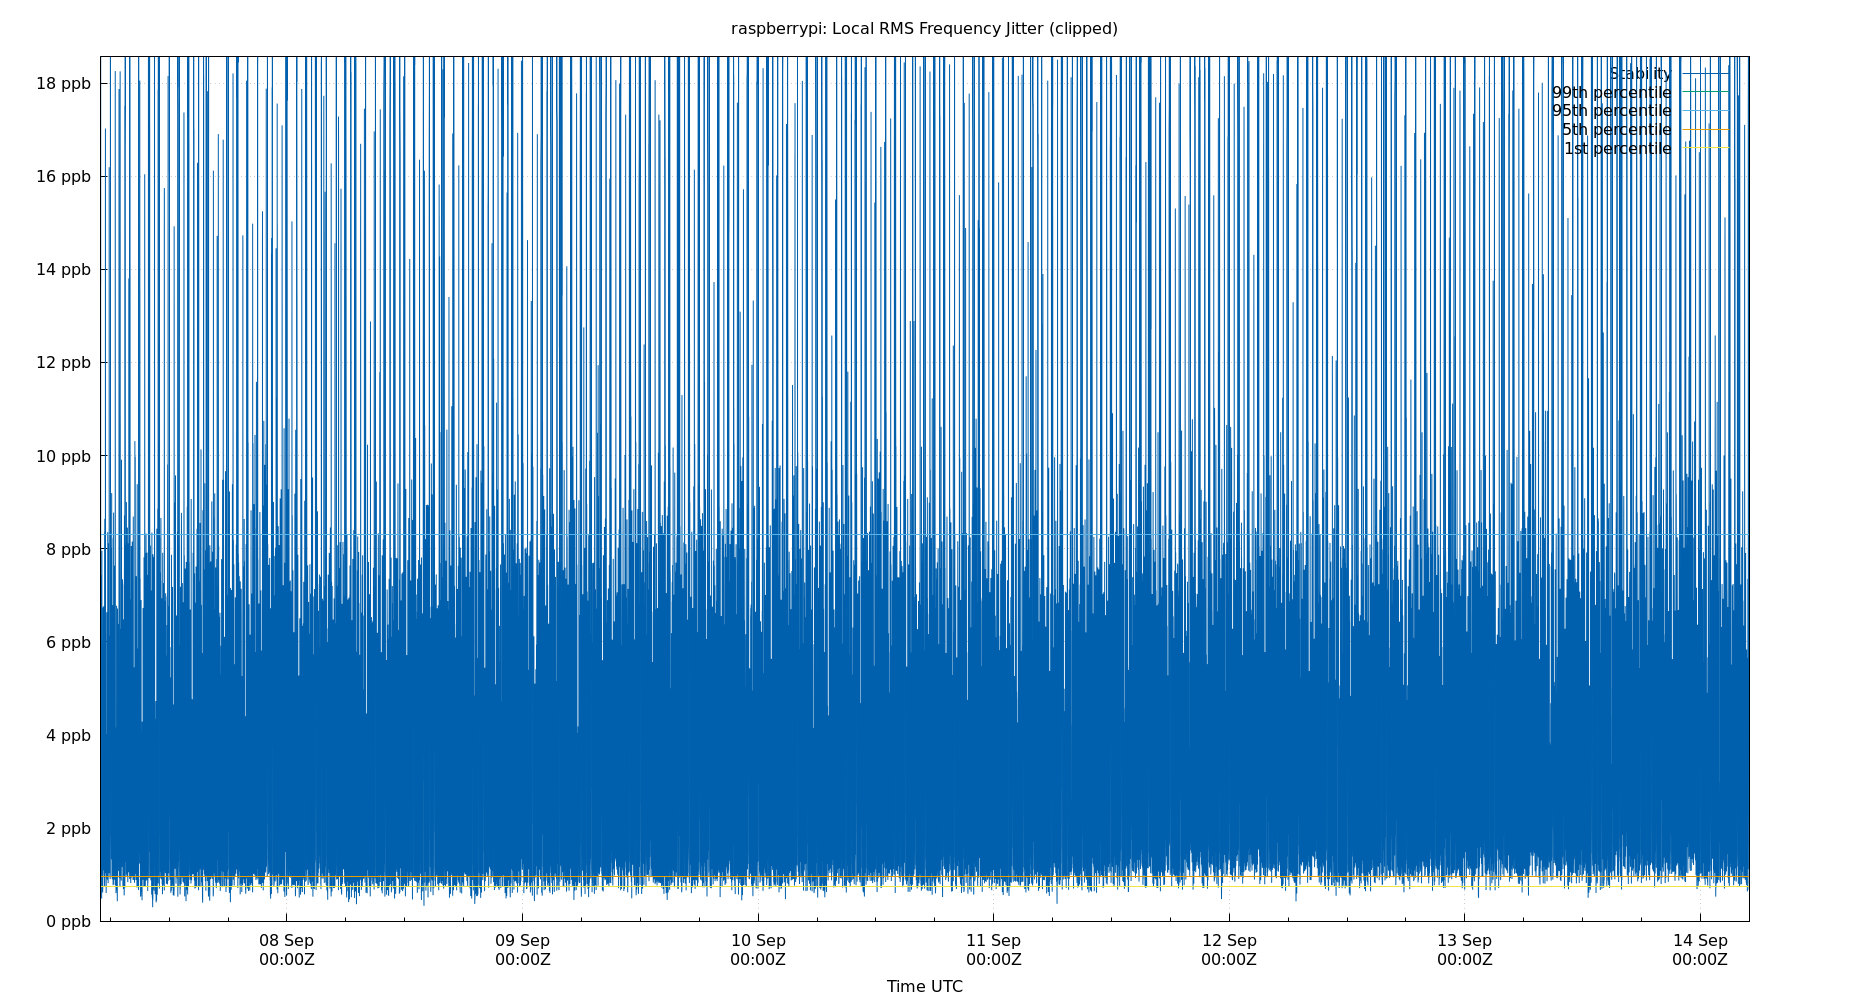 raspberrypi: Local RMS Frequency Jitter (clipped)
18 ppb
16 ppb
14 ppb
12 ppb
10 ppb
8 ppb
6 ppb
4 ppb
2 ppb
0 ppb
Stability
99th percentile
95th percentile
5th percentile
1st percentile
08 Sep
00:00Z
09 Sep
00:00Z
10 Sep
00:00Z
11 Sep
00:00Z
12 Sep
00:00Z
13 Sep
00:00Z
14 Sep
00:00Z
Time UTC